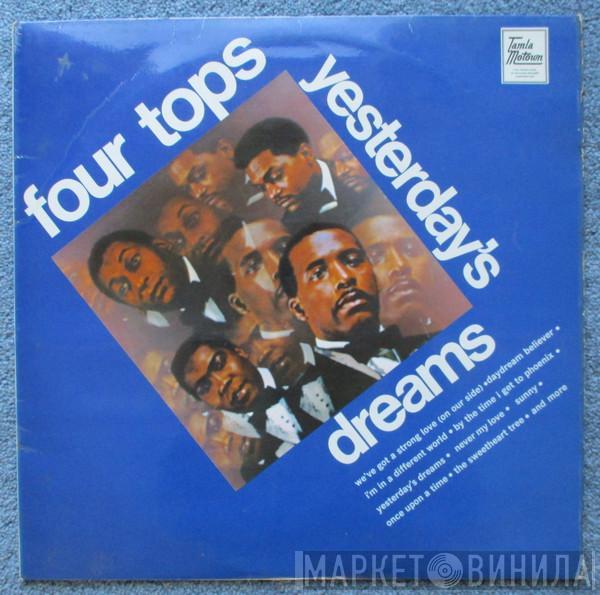 four tops
yesterday's
dreams
Tamla
Motown
we've got a strong love (on our side) • daydream believer •
i'm in a different world • by the time i get to phoenix •
yesterday's dreams • never my love • sunny •
once upon a time • the sweetheart tree • and more
МАРКЕТ ВИНИЛА